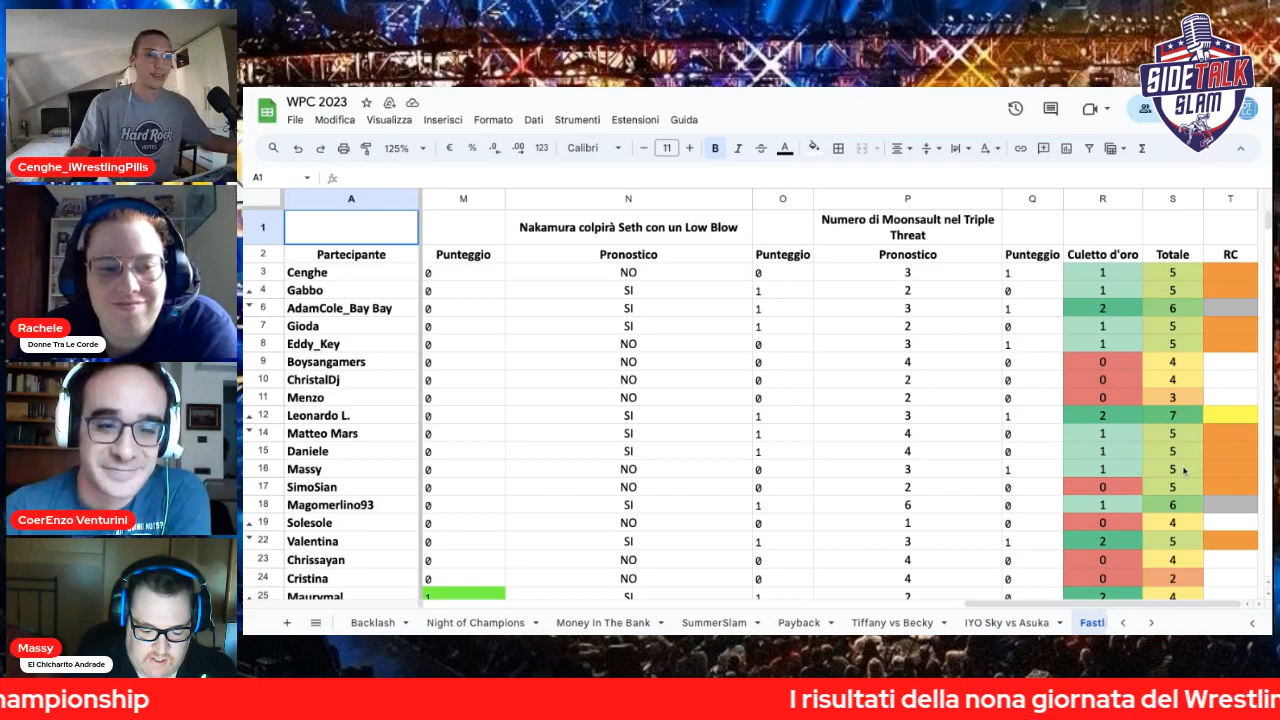 Cenghe_iWrestlingPills
Rachele
Donne Tra Le Corde
CoerEnzo Venturini
Massy
El Chicharito Andrade
SIDETALK
SLAM
WPC 2023
File Modifica Visualizza Inserisci Formato Dati Strumenti Estensioni Guida
125% € % .0 .00 123 Calibri 11 B I A
A1 fx
A M N O P Q R S T
1 Nakamura colpirà Seth con un Low Blow Numero di Moonsault nel Triple
Threat
2 Partecipante Punteggio Pronostico Punteggio Pronostico Punteggio Culetto d'oro Totale RC
3 Cenghe 0 NO 0 3 1 1 5
4 Gabbo 0 SI 1 2 0 1 5
6 AdamCole_Bay Bay 0 SI 1 3 1 2 6
7 Gioda 0 SI 1 2 0 1 5
8 Eddy_Key 0 NO 0 3 1 1 5
9 Boysangamers 0 NO 0 4 0 0 4
10 ChristalDj 0 NO 0 2 0 0 4
11 Menzo 0 NO 0 2 0 0 3
12 Leonardo L. 0 SI 1 3 1 2 7
14 Matteo Mars 0 SI 1 4 0 1 5
15 Daniele 0 SI 1 4 0 1 5
16 Massy 0 NO 0 3 1 1 5
17 SimoSian 0 NO 0 2 0 0 5
18 Magomerlino93 0 SI 1 6 0 1 6
19 Solesole 0 NO 0 1 0 0 4
22 Valentina 0 SI 1 3 1 2 5
23 Chrissayan 0 NO 0 4 0 0 4
24 Cristina 0 NO 0 4 0 0 2
25 Maurymal 1 SI 1 2 0 2 4
Backlash Night of Champions Money In The Bank SummerSlam Payback Tiffany vs Becky IYO Sky vs Asuka Fastl
hampionship I risultati della nona giornata del Wrestlin